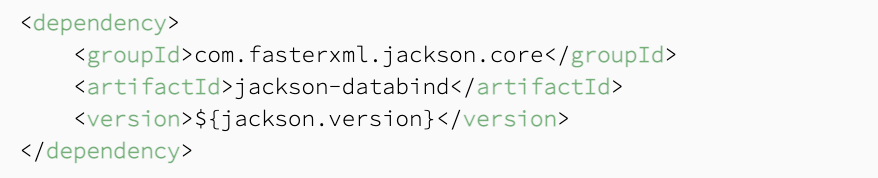 <dependency>
    <groupId>com.fasterxml.jackson.core</groupId>
    <artifactId>jackson-databind</artifactId>
    <version>${jackson.version}</version>
</dependency>